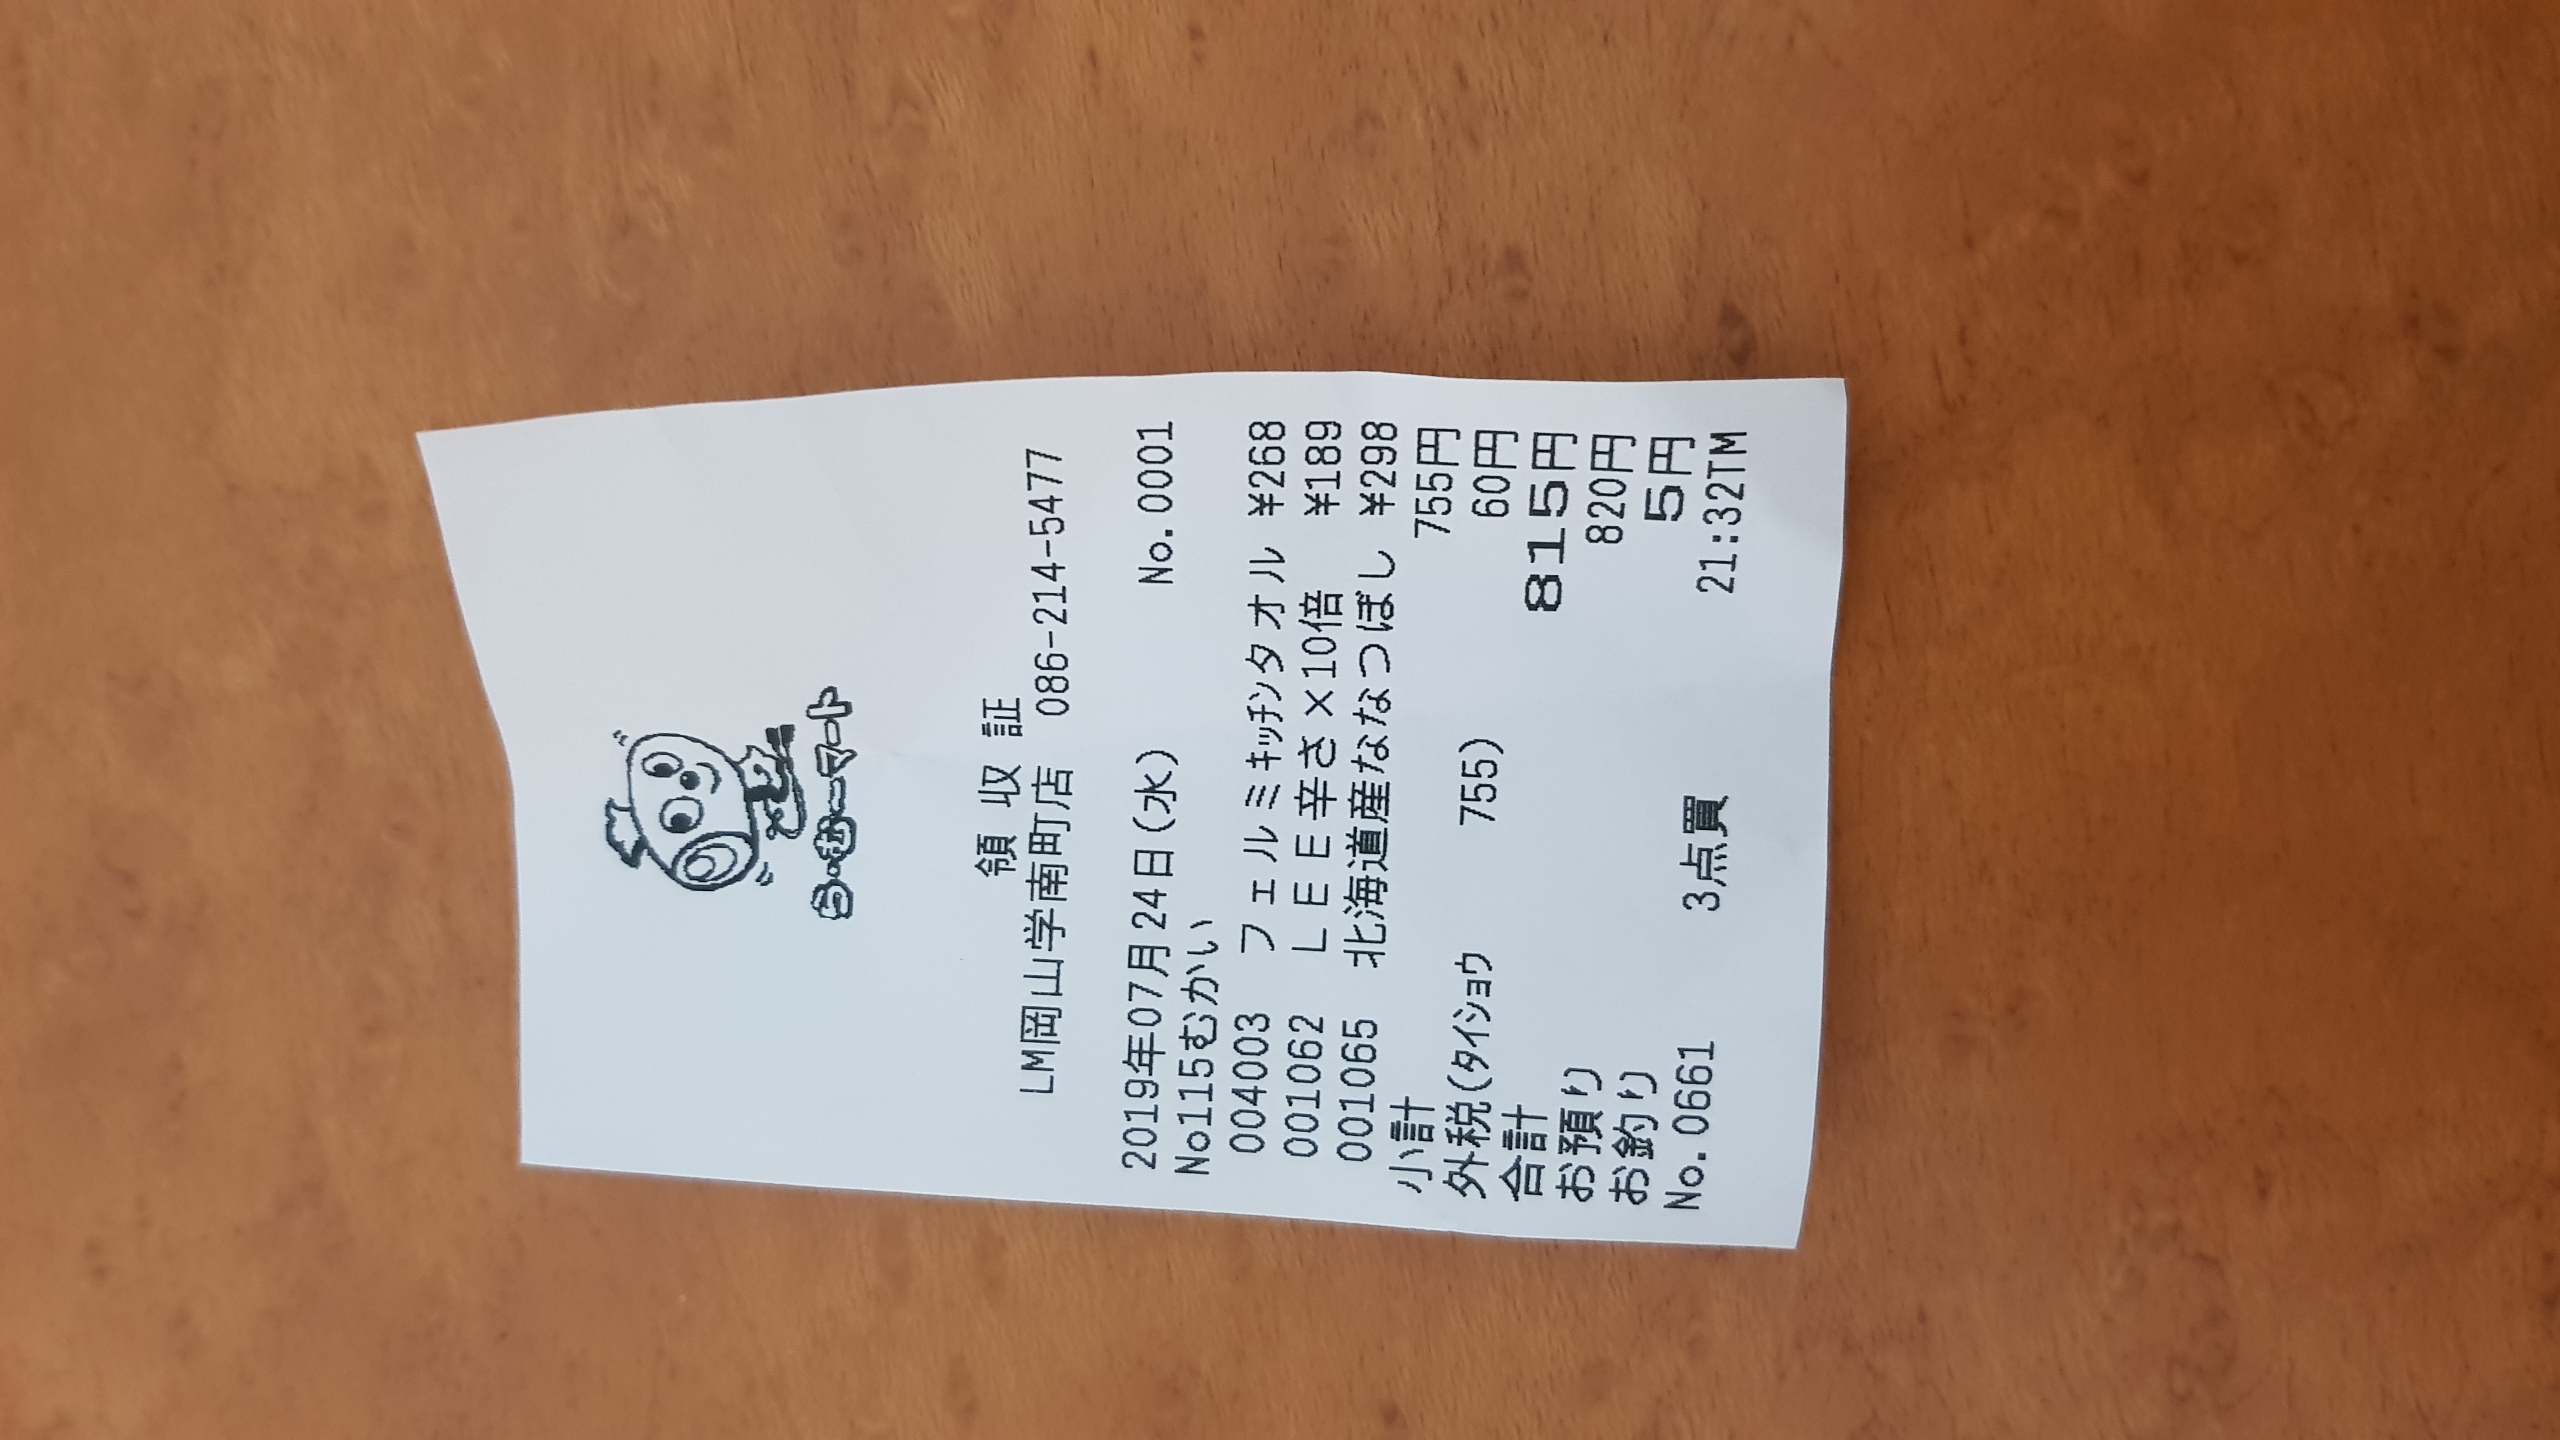 ら・む～マート
領収証
LM岡山学南町店 086-214-5477
2019年07月24日(水) No.0001
No115むかい
004003 フェルミｷｯﾁﾝタオル ¥268
001062 ＬＥＥ辛さ×10倍 ¥189
001065 北海道産ななつぼし ¥298
小計 755円
外税(ﾀｲｼｮｳ 755) 60円
合計 815円
お預り 820円
お釣り 5円
No.0661 3点買 21:32TM